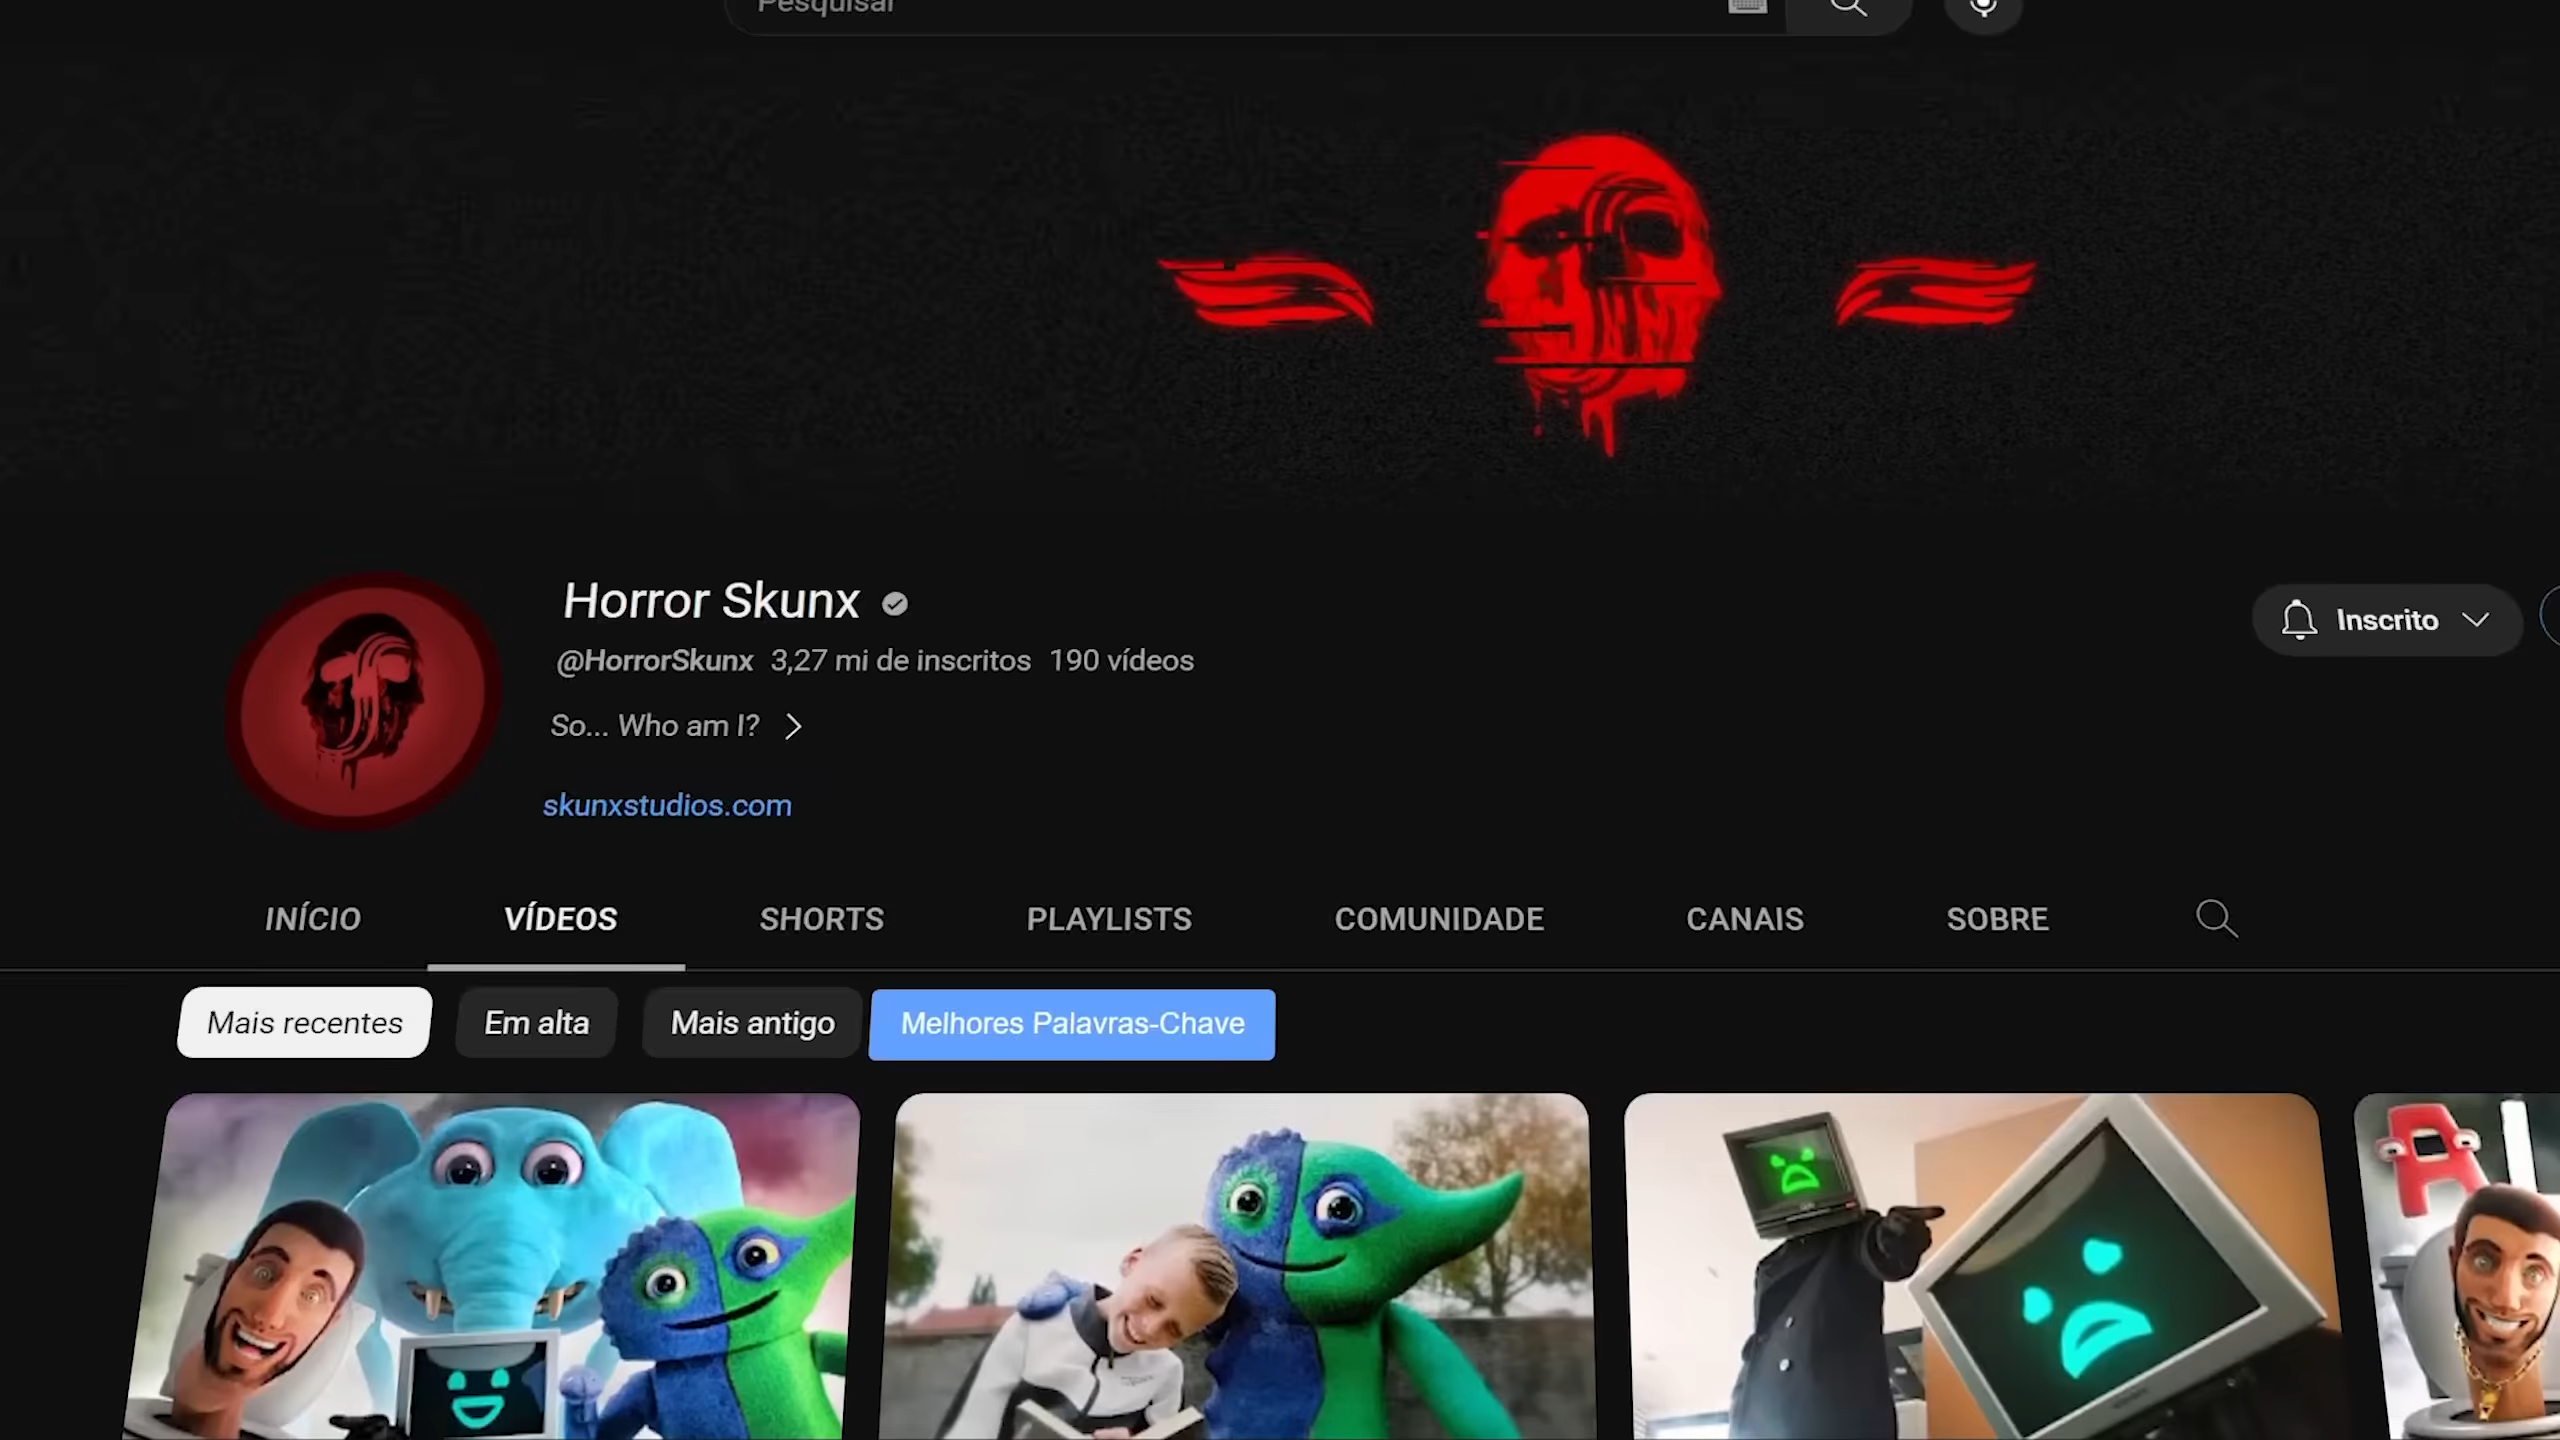 Pesquisar
Horror Skunx
@HorrorSkunx 3,27 mi de inscritos 190 vídeos
So... Who am I?
skunxstudios.com
Inscrito
INÍCIO VÍDEOS SHORTS PLAYLISTS COMUNIDADE CANAIS SOBRE
Mais recentes Em alta Mais antigo Melhores Palavras-Chave